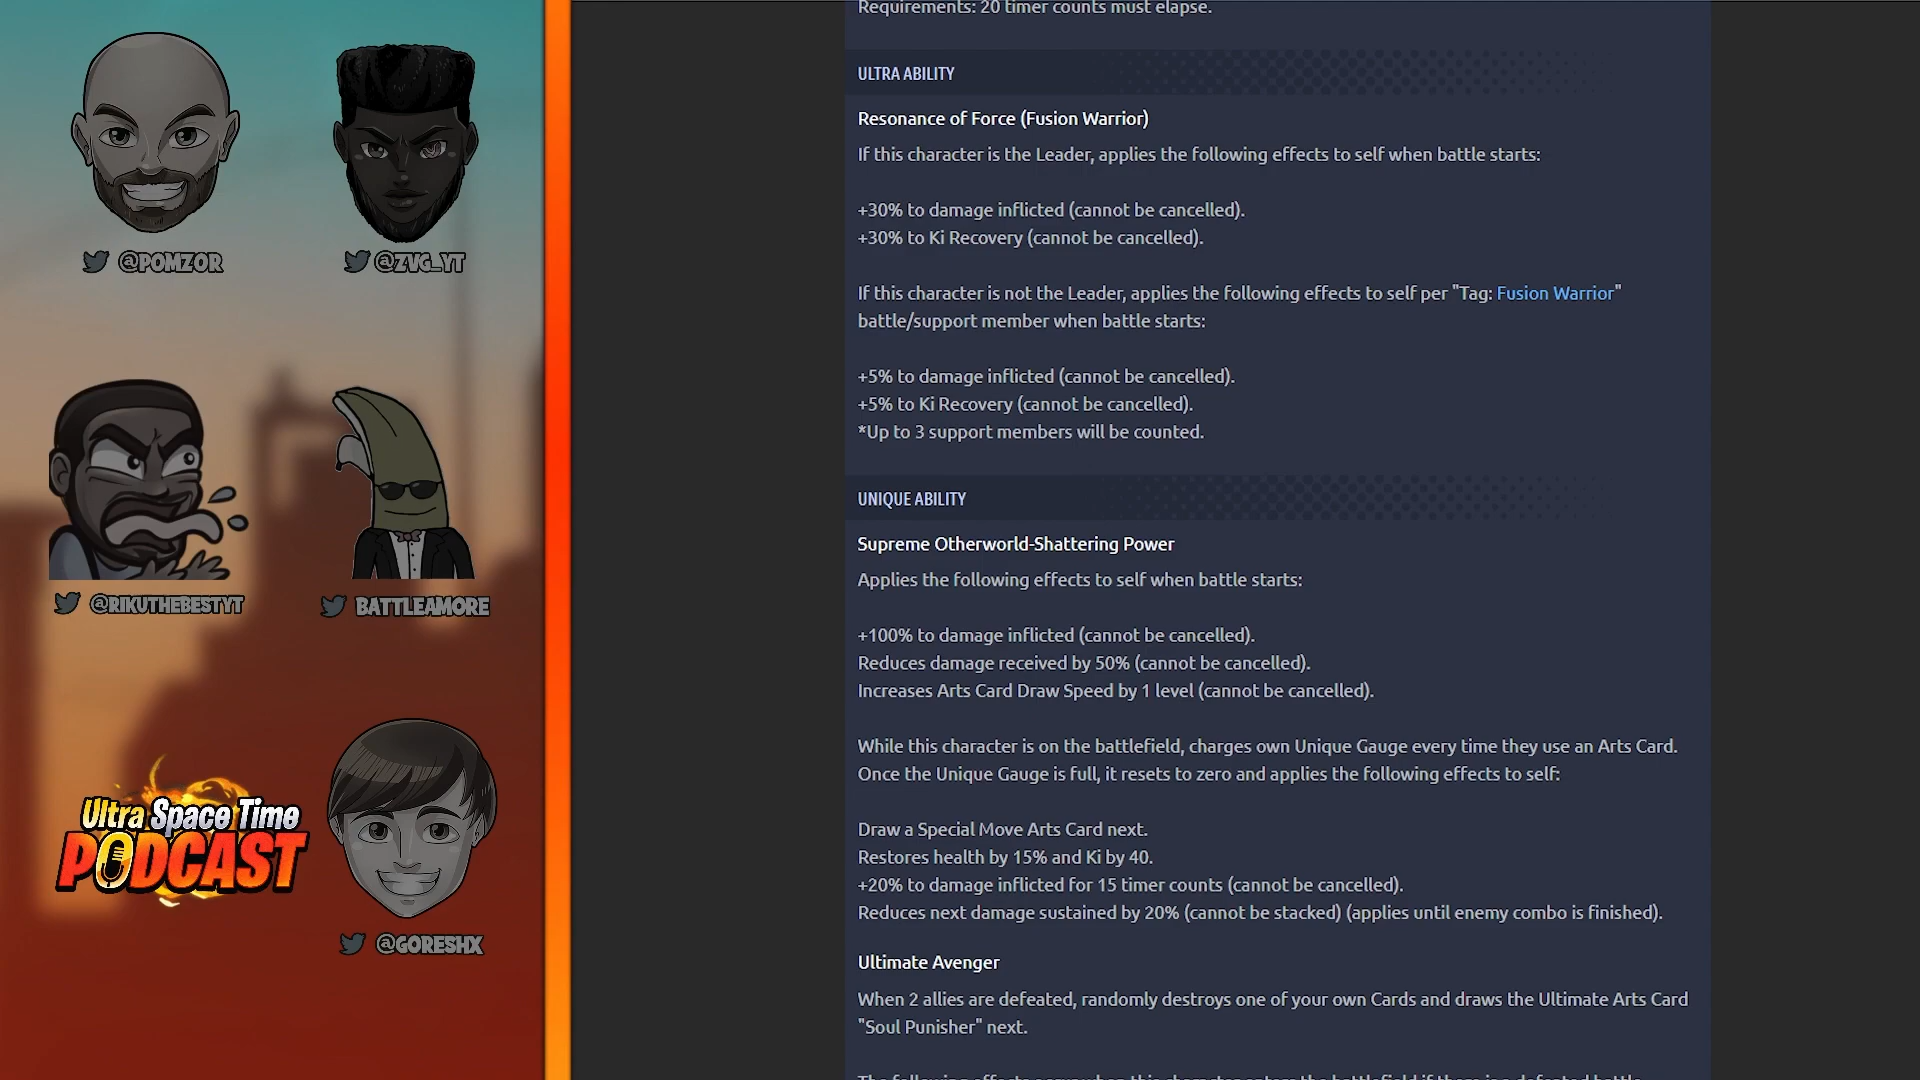 @POMZOR
@ZVG_YT
@RIKUTHEBESTYT
BATTLEAMORE
Ultra Space Time
PODCAST
@GORESHX
Requirements: 20 timer counts must elapse.
ULTRA ABILITY
Resonance of Force (Fusion Warrior)
If this character is the Leader, applies the following effects to self when battle starts:
+30% to damage inflicted (cannot be cancelled).
+30% to Ki Recovery (cannot be cancelled).
If this character is not the Leader, applies the following effects to self per "Tag: Fusion Warrior"
battle/support member when battle starts:
+5% to damage inflicted (cannot be cancelled).
+5% to Ki Recovery (cannot be cancelled).
*Up to 3 support members will be counted.
UNIQUE ABILITY
Supreme Otherworld-Shattering Power
Applies the following effects to self when battle starts:
+100% to damage inflicted (cannot be cancelled).
Reduces damage received by 50% (cannot be cancelled).
Increases Arts Card Draw Speed by 1 level (cannot be cancelled).
While this character is on the battlefield, charges own Unique Gauge every time they use an Arts Card.
Once the Unique Gauge is full, it resets to zero and applies the following effects to self:
Draw a Special Move Arts Card next.
Restores health by 15% and Ki by 40.
+20% to damage inflicted for 15 timer counts (cannot be cancelled).
Reduces next damage sustained by 20% (cannot be stacked) (applies until enemy combo is finished).
Ultimate Avenger
When 2 allies are defeated, randomly destroys one of your own Cards and draws the Ultimate Arts Card
"Soul Punisher" next.